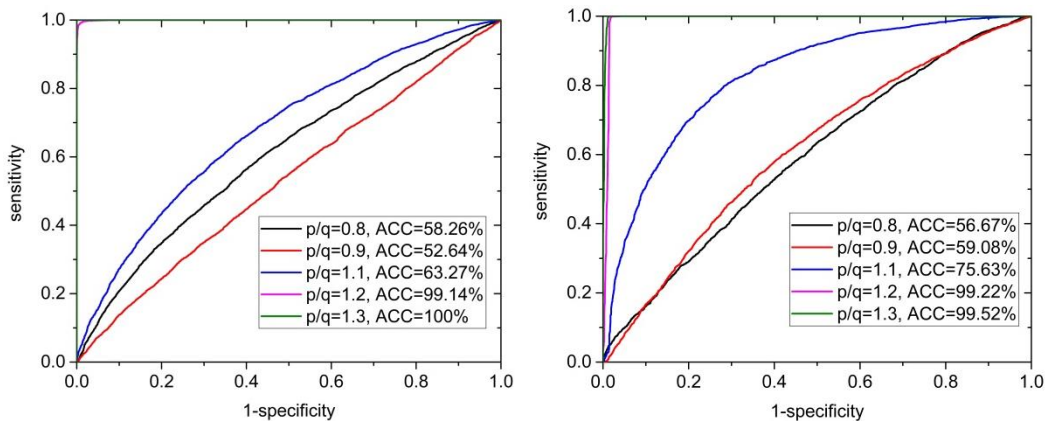 1.0
0.8
0.6
0.4
0.2
0.0
sensitivity
p/q=0.8, ACC=58.26%
p/q=0.9, ACC=52.64%
p/q=1.1, ACC=63.27%
p/q=1.2, ACC=99.14%
p/q=1.3, ACC=100%
0.0 0.2 0.4 0.6 0.8 1.0
1-specificity
1.0
0.8
0.6
0.4
0.2
0.0
sensitivity
p/q=0.8, ACC=56.67%
p/q=0.9, ACC=59.08%
p/q=1.1, ACC=75.63%
p/q=1.2, ACC=99.22%
p/q=1.3, ACC=99.52%
0.0 0.2 0.4 0.6 0.8 1.0
1-specificity